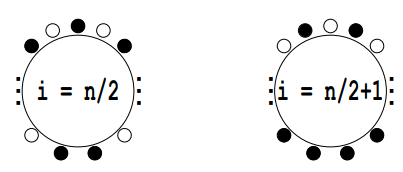 i = n/2
i = n/2+1